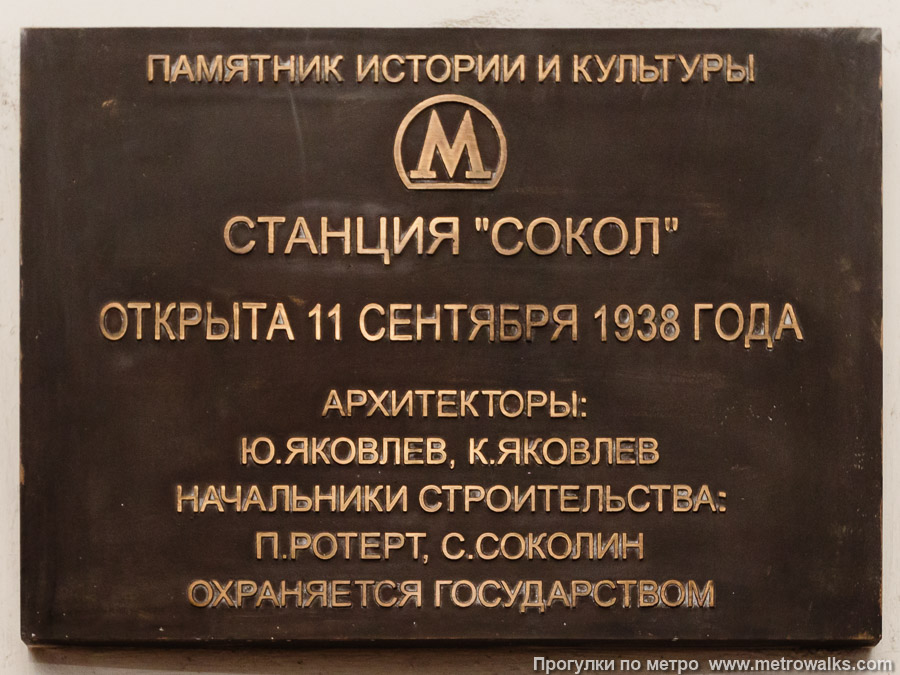 ПАМЯТНИК ИСТОРИИ И КУЛЬТУРЫ
М
СТАНЦИЯ "СОКОЛ"
ОТКРЫТА 11 СЕНТЯБРЯ 1938 ГОДА
АРХИТЕКТОРЫ:
Ю.ЯКОВЛЕВ, К.ЯКОВЛЕВ
НАЧАЛЬНИКИ СТРОИТЕЛЬСТВА:
П.РОТЕРТ, С.СОКОЛИН
ОХРАНЯЕТСЯ ГОСУДАРСТВОМ
Прогулки по метро www.metrowalks.com